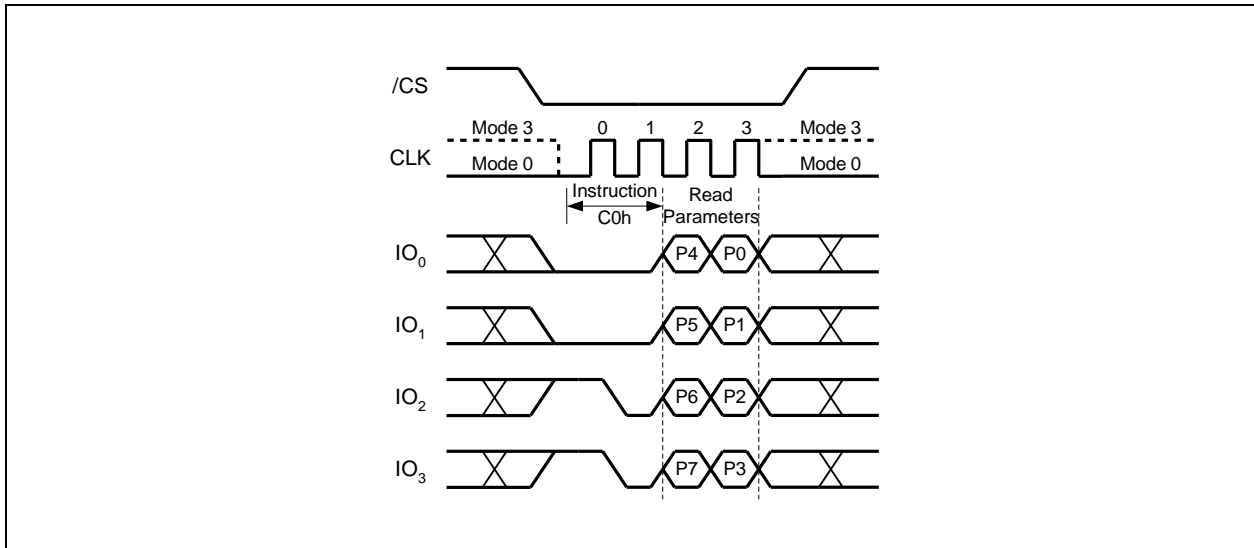 /CS
Mode 3 0 1 2 3 Mode 3
CLK Mode 0 Mode 0
Instruction Read
C0h Parameters
IO0 P4 P0
IO1 P5 P1
IO2 P6 P2
IO3 P7 P3